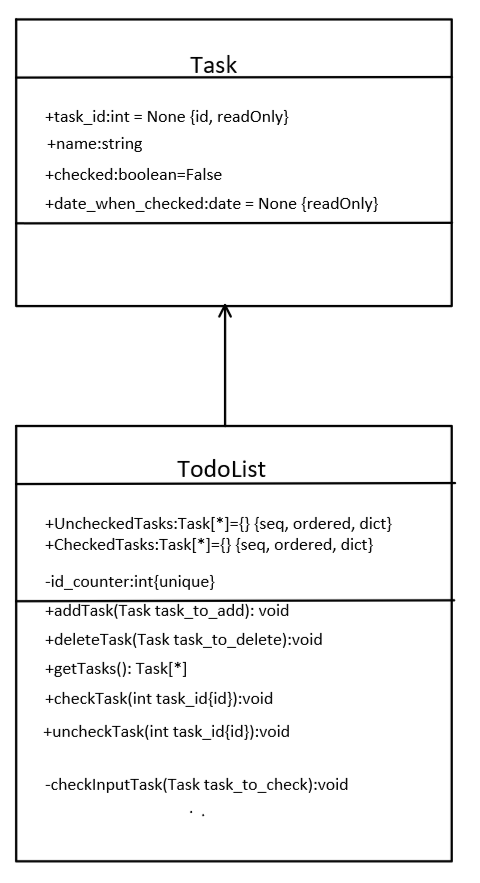 Task
+task_id:int = None {id, readOnly}
+name:string
+checked:boolean=False
+date_when_checked:date = None {readOnly}
TodoList
+UncheckedTasks:Task[*]={} {seq, ordered, dict}
+CheckedTasks:Task[*]={} {seq, ordered, dict}
-id_counter:int{unique}
+addTask(Task task_to_add): void
+deleteTask(Task task_to_delete):void
+getTasks(): Task[*]
+checkTask(int task_id{id}):void
+uncheckTask(int task_id{id}):void
-checkInputTask(Task task_to_check):void